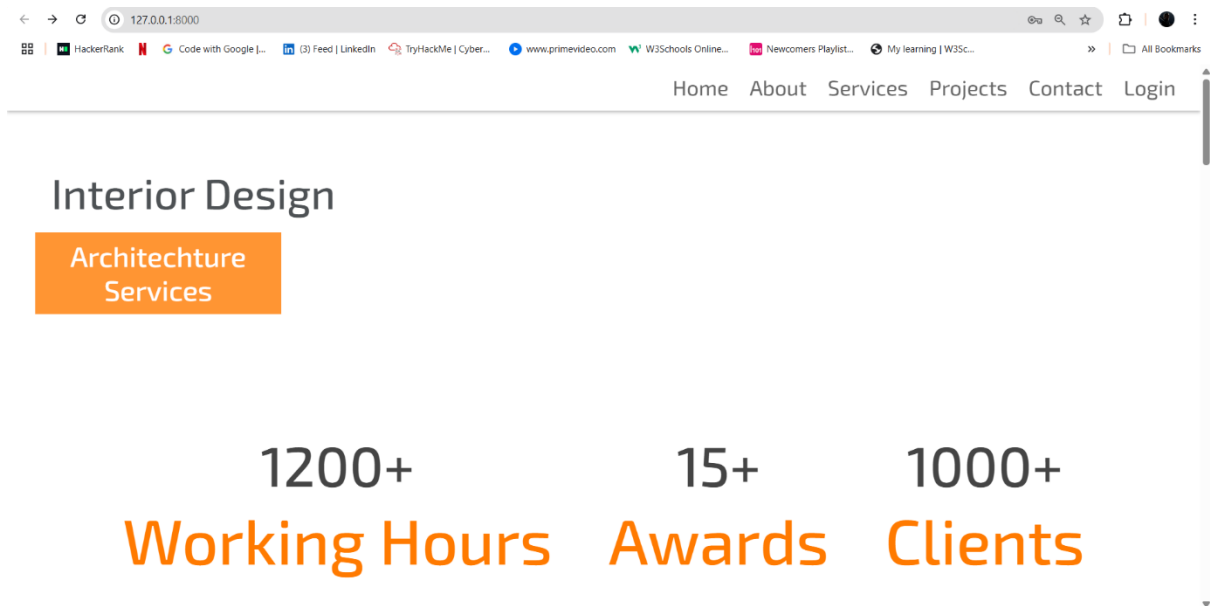 127.0.0.1:8000
HackerRank Code with Google |... (3) Feed | LinkedIn TryHackMe | Cyber... www.primevideo.com W3Schools Online... Newcomers Playlist... My learning | W3Sc... » All Bookmarks
Home About Services Projects Contact Login
Interior Design
Architechture
Services
1200+ 15+ 1000+
Working Hours Awards Clients